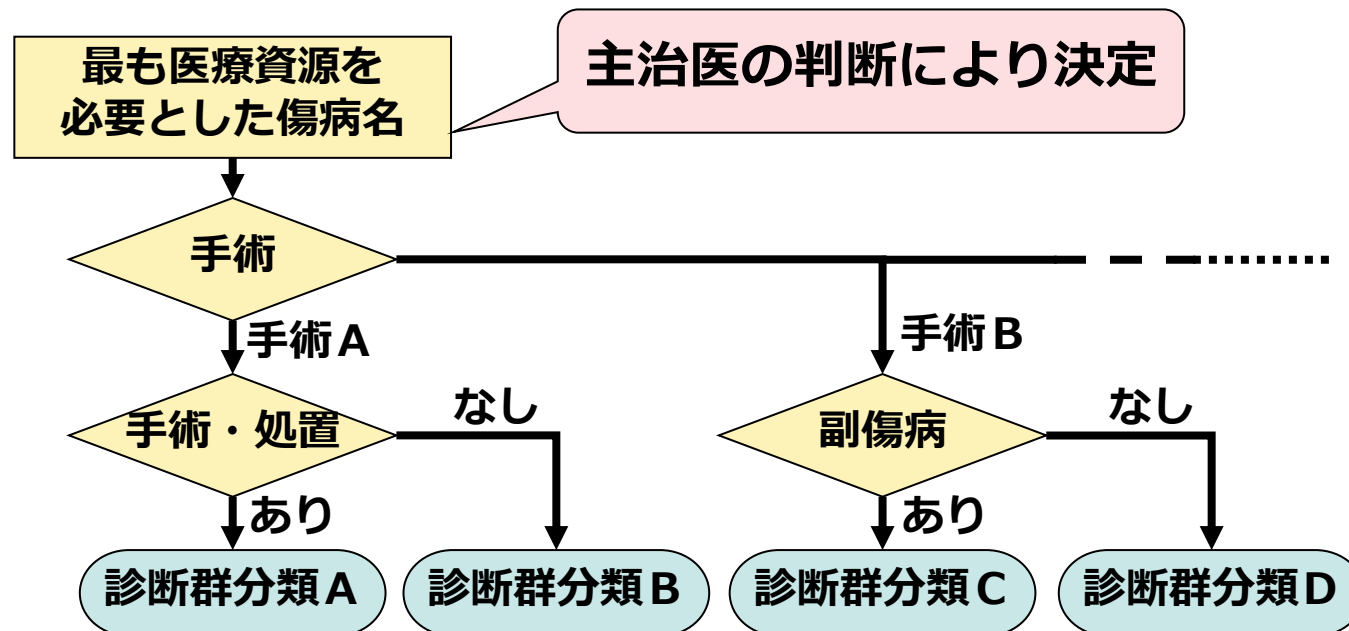 最も医療資源を
必要とした傷病名
主治医の判断により決定
手術
手術A
手術B
手術・処置
なし
副傷病
なし
あり
あり
診断群分類A
診断群分類B
診断群分類C
診断群分類D